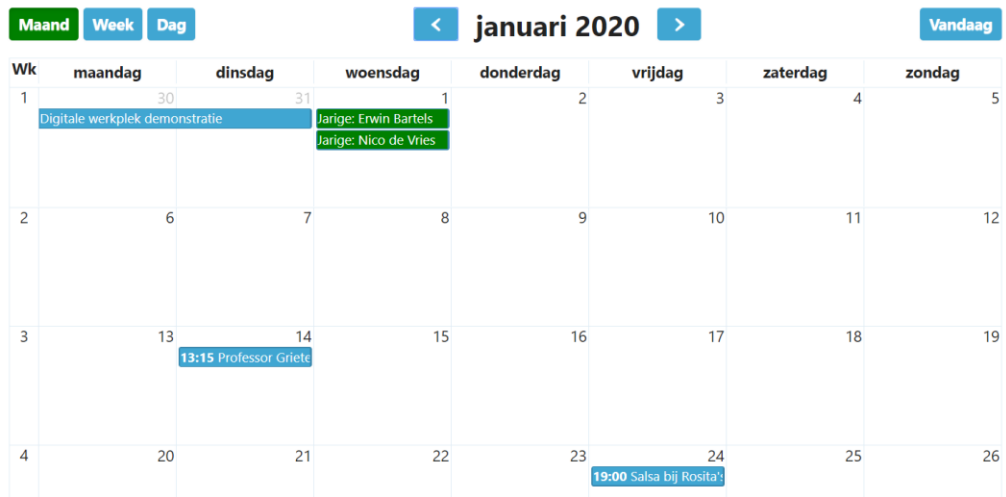 Maand Week Dag < januari 2020 > Vandaag
Wk maandag dinsdag woensdag donderdag vrijdag zaterdag zondag
1 30 31 1 2 3 4 5
Digitale werkplek demonstratie Jarige: Erwin Bartels
Jarige: Nico de Vries
2 6 7 8 9 10 11 12
3 13 14 15 16 17 18 19
13:15 Professor Griete
4 20 21 22 23 24 25 26
19:00 Salsa bij Rosita's